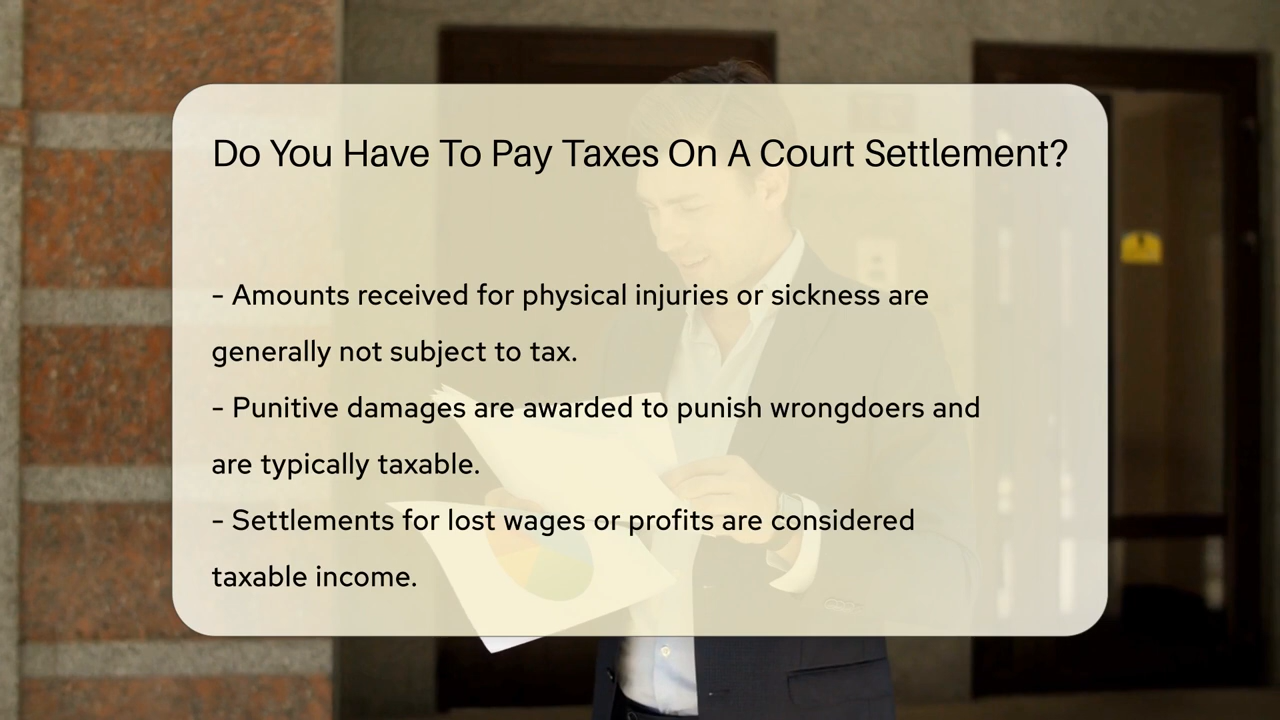 Do You Have To Pay Taxes On A Court Settlement?
– Amounts received for physical injuries or sickness are
generally not subject to tax.
– Punitive damages are awarded to punish wrongdoers and
are typically taxable.
– Settlements for lost wages or profits are considered
taxable income.